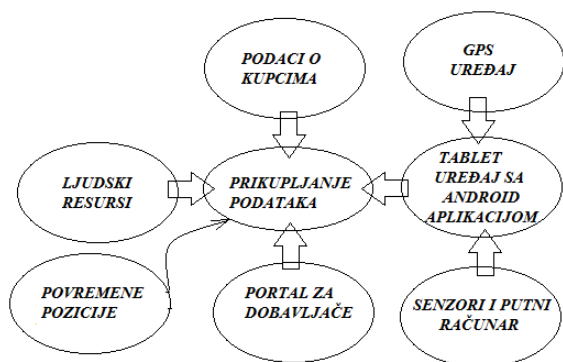 PODACI O
KUPCIMA
GPS
UREĐAJ
LJUDSKI
RESURSI
PRIKUPLJANJE
PODATAKA
TABLET
UREĐAJ SA
ANDROID
APLIKACIJOM
POVREMENE
POZICIJE
PORTAL ZA
DOBAVLJAČE
SENZORI I PUTNI
RAČUNAR